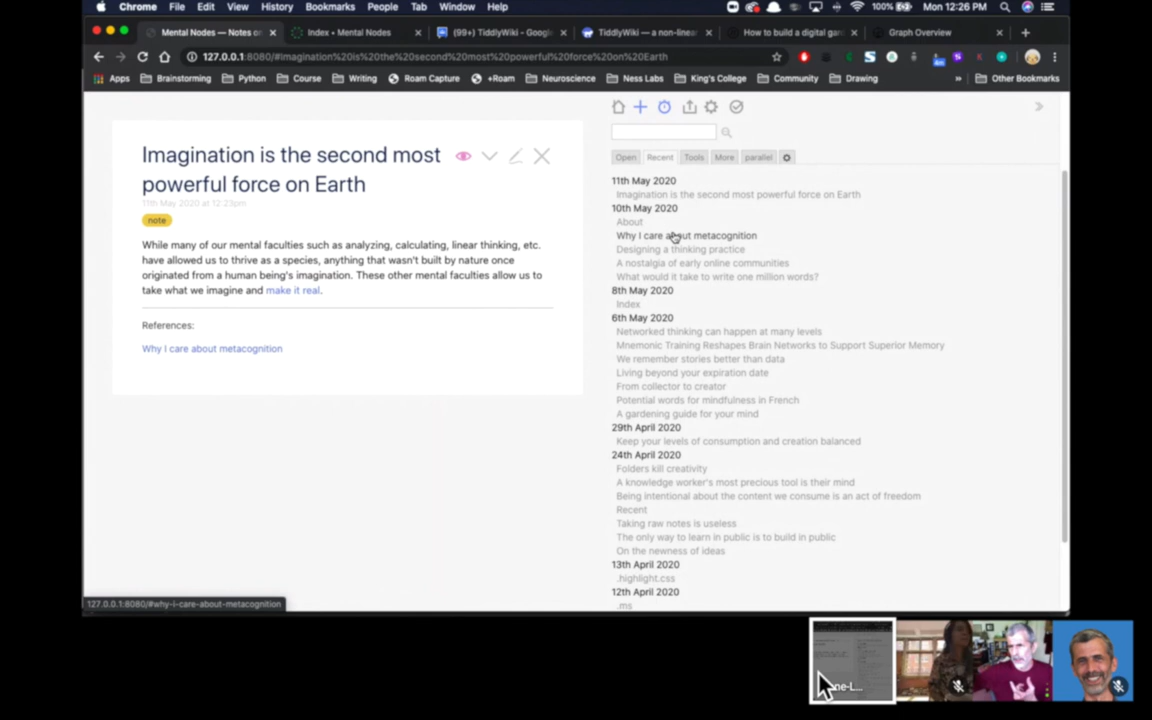 Chrome File Edit View History Bookmarks People Tab Window Help
100% Mon 12:26 PM
Mental Nodes — Notes o
Index • Mental Nodes
(99+) TiddlyWiki - Google
TiddlyWiki — a non-linear
How to build a digital gar
Graph Overview
127.0.0.1:8080/#Imagination%20is%20the%20second%20most%20powerful%20force%20on%20Earth
Apps Brainstorming Python Course Writing Roam Capture +Roam Neuroscience Ness Labs King's College Community Drawing » Other Bookmarks
Imagination is the second most
powerful force on Earth
11th May 2020 at 12:23pm
note
While many of our mental faculties such as analyzing, calculating, linear thinking, etc.
have allowed us to thrive as a species, anything that wasn't built by nature once
originated from a human being's imagination. These other mental faculties allow us to
take what we imagine and make it real.
References:
Why I care about metacognition
Open Recent Tools More parallel
11th May 2020
Imagination is the second most powerful force on Earth
10th May 2020
About
Why I care about metacognition
Designing a thinking practice
A nostalgia of early online communities
What would it take to write one million words?
8th May 2020
Index
6th May 2020
Networked thinking can happen at many levels
Mnemonic Training Reshapes Brain Networks to Support Superior Memory
We remember stories better than data
Living beyond your expiration date
From collector to creator
Potential words for mindfulness in French
A gardening guide for your mind
29th April 2020
Keep your levels of consumption and creation balanced
24th April 2020
Folders kill creativity
A knowledge worker's most precious tool is their mind
Being intentional about the content we consume is an act of freedom
Recent
Taking raw notes is useless
The only way to learn in public is to build in public
On the newness of ideas
13th April 2020
.highlight.css
12th April 2020
.ms
127.0.0.1:8080/#why-i-care-about-metacognition
ne-L...